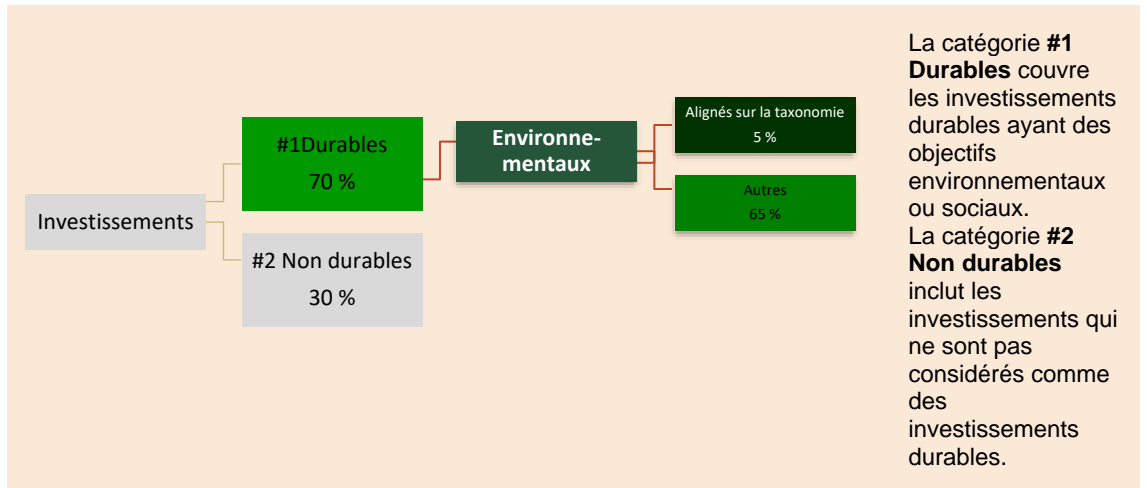 Investissements
#1Durables
70 %
#2 Non durables
30 %
Environne-
mentaux
Alignés sur la taxonomie
5 %
Autres
65 %
La catégorie #1
Durables couvre
les investissements
durables ayant des
objectifs
environnementaux
ou sociaux.
La catégorie #2
Non durables
inclut les
investissements qui
ne sont pas
considérés comme
des
investissements
durables.